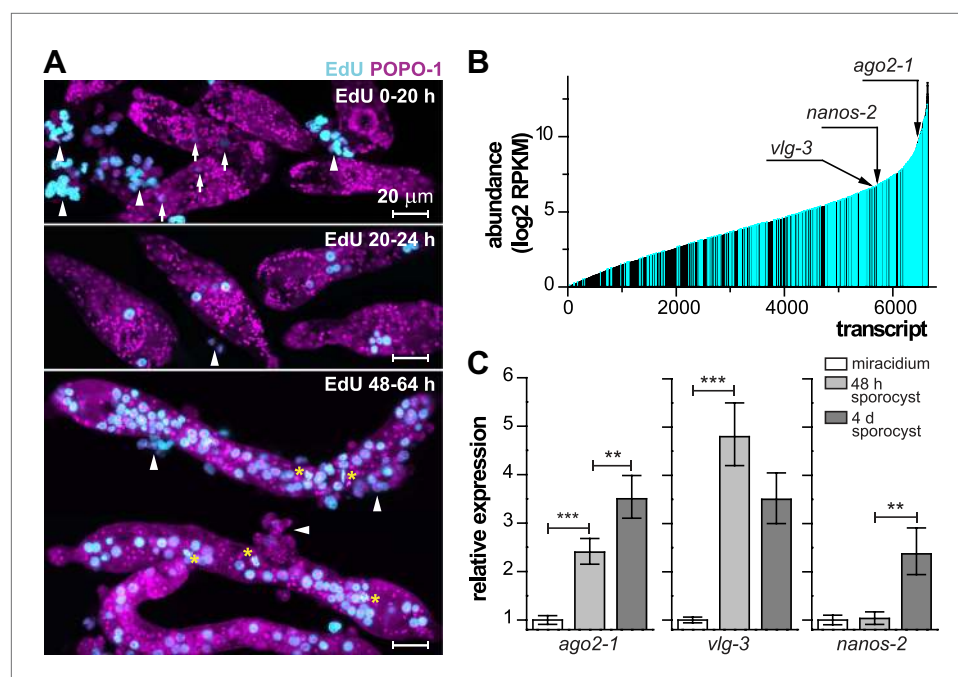 A
EdU POPO-1
EdU 0-20 h
20 µm
EdU 20-24 h
EdU 48-64 h
* *
* *
*
B
abundance
(log2 RPKM)
10
5
0
0 2000 4000 6000
transcript
ago2-1
nanos-2
vlg-3
C
miracidium
48 h
sporocyst
4 d
sporocyst
relative expression
6
5
4
3
2
1
***
**
***
**
ago2-1 vlg-3 nanos-2